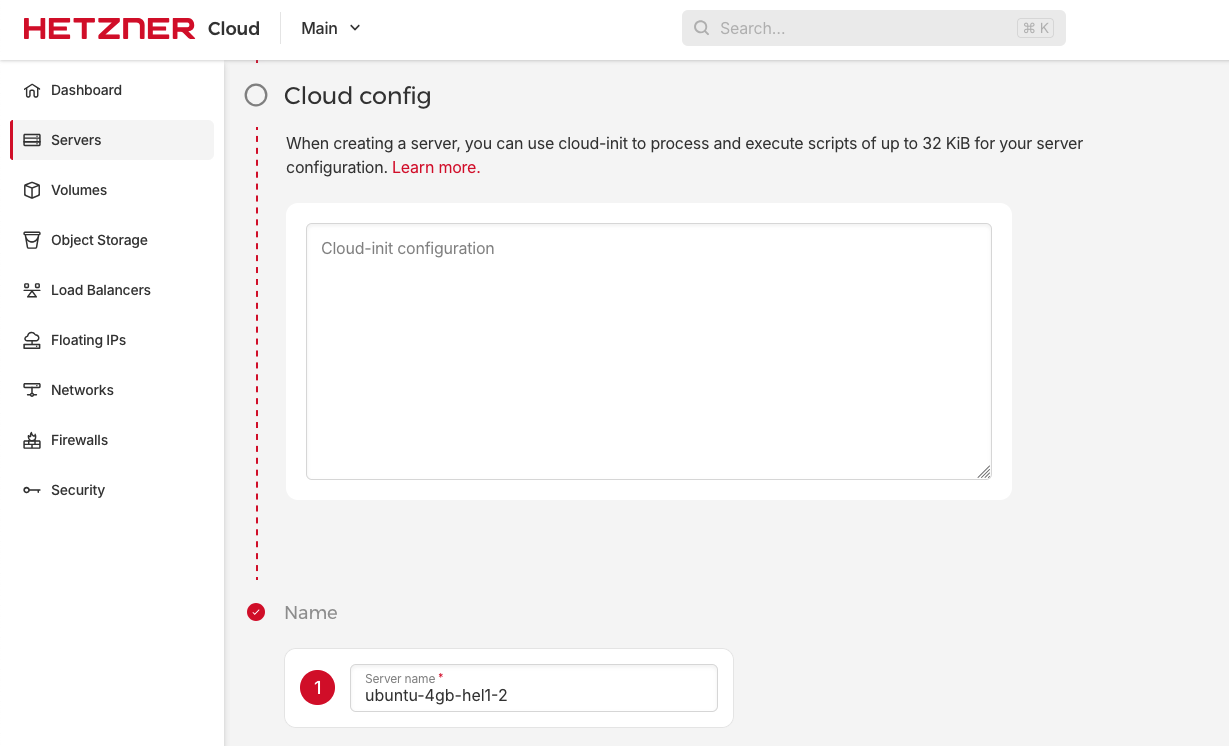 HETZNER Cloud
Main
Search...
⌘ K
Dashboard
Servers
Volumes
Object Storage
Load Balancers
Floating IPs
Networks
Firewalls
Security
Cloud config
When creating a server, you can use cloud-init to process and execute scripts of up to 32 KiB for your server
configuration. Learn more.
Cloud-init configuration
Name
1
Server name *
ubuntu-4gb-hel1-2